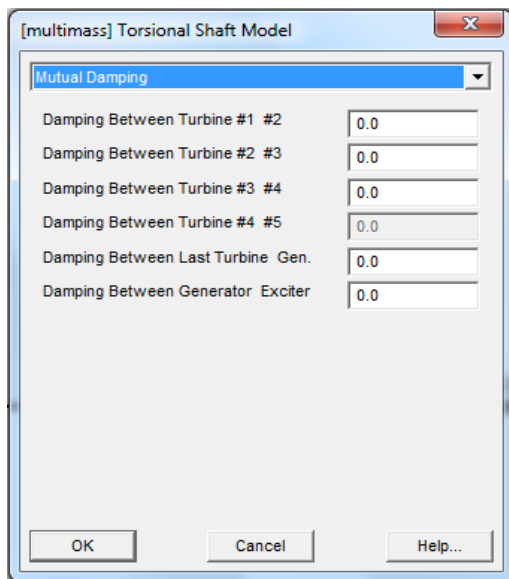 [multimass] Torsional Shaft Model
Mutual Damping
Damping Between Turbine #1 #2 0.0
Damping Between Turbine #2 #3 0.0
Damping Between Turbine #3 #4 0.0
Damping Between Turbine #4 #5 0.0
Damping Between Last Turbine Gen. 0.0
Damping Between Generator Exciter 0.0
OK Cancel Help...